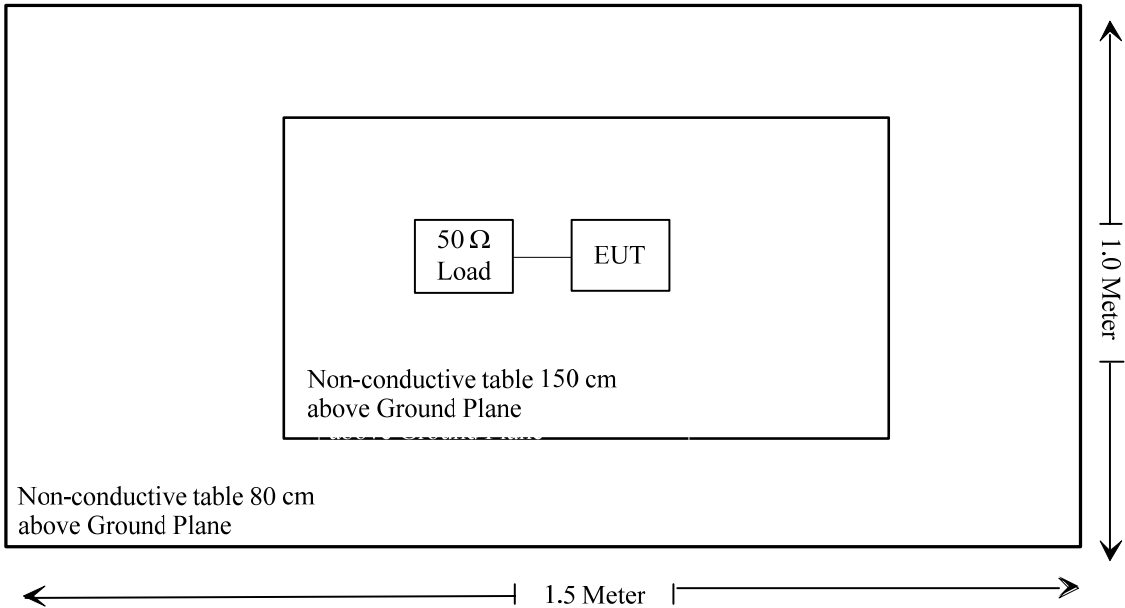 50 Ω
Load
EUT
1.0 Meter
Non-conductive table 150 cm
above Ground Plane
Non-conductive table 80 cm
above Ground Plane
1.5 Meter